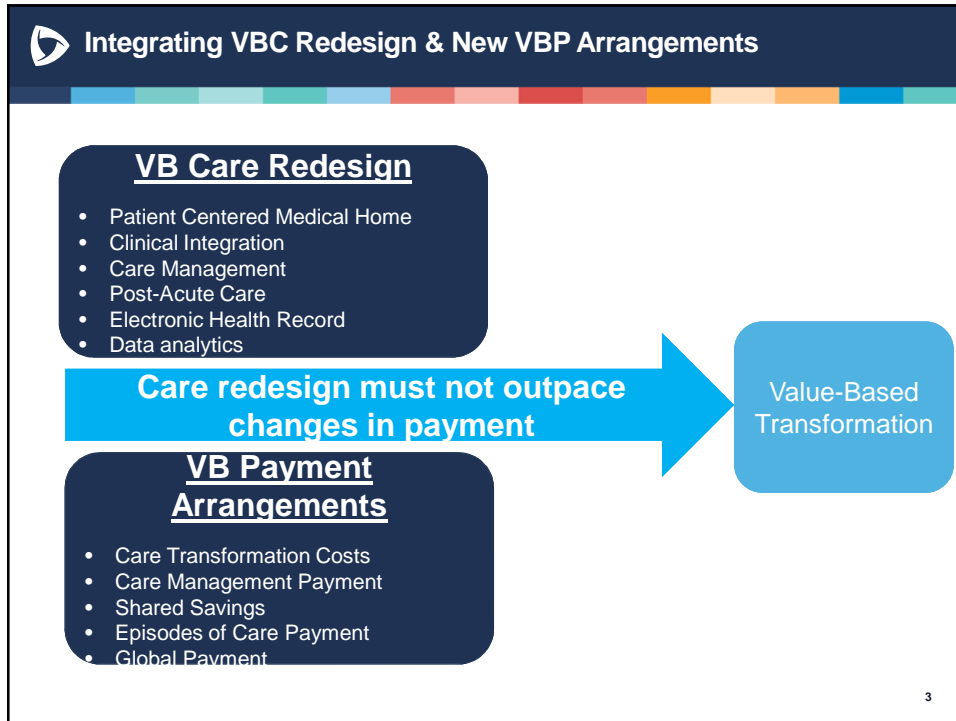 Integrating VBC Redesign & New VBP Arrangements
VB Care Redesign
• Patient Centered Medical Home
• Clinical Integration
• Care Management
• Post-Acute Care
• Electronic Health Record
• Data analytics
Care redesign must not outpace
changes in payment
Value-Based
Transformation
VB Payment
Arrangements
• Care Transformation Costs
• Care Management Payment
• Shared Savings
• Episodes of Care Payment
• Global Payment
3